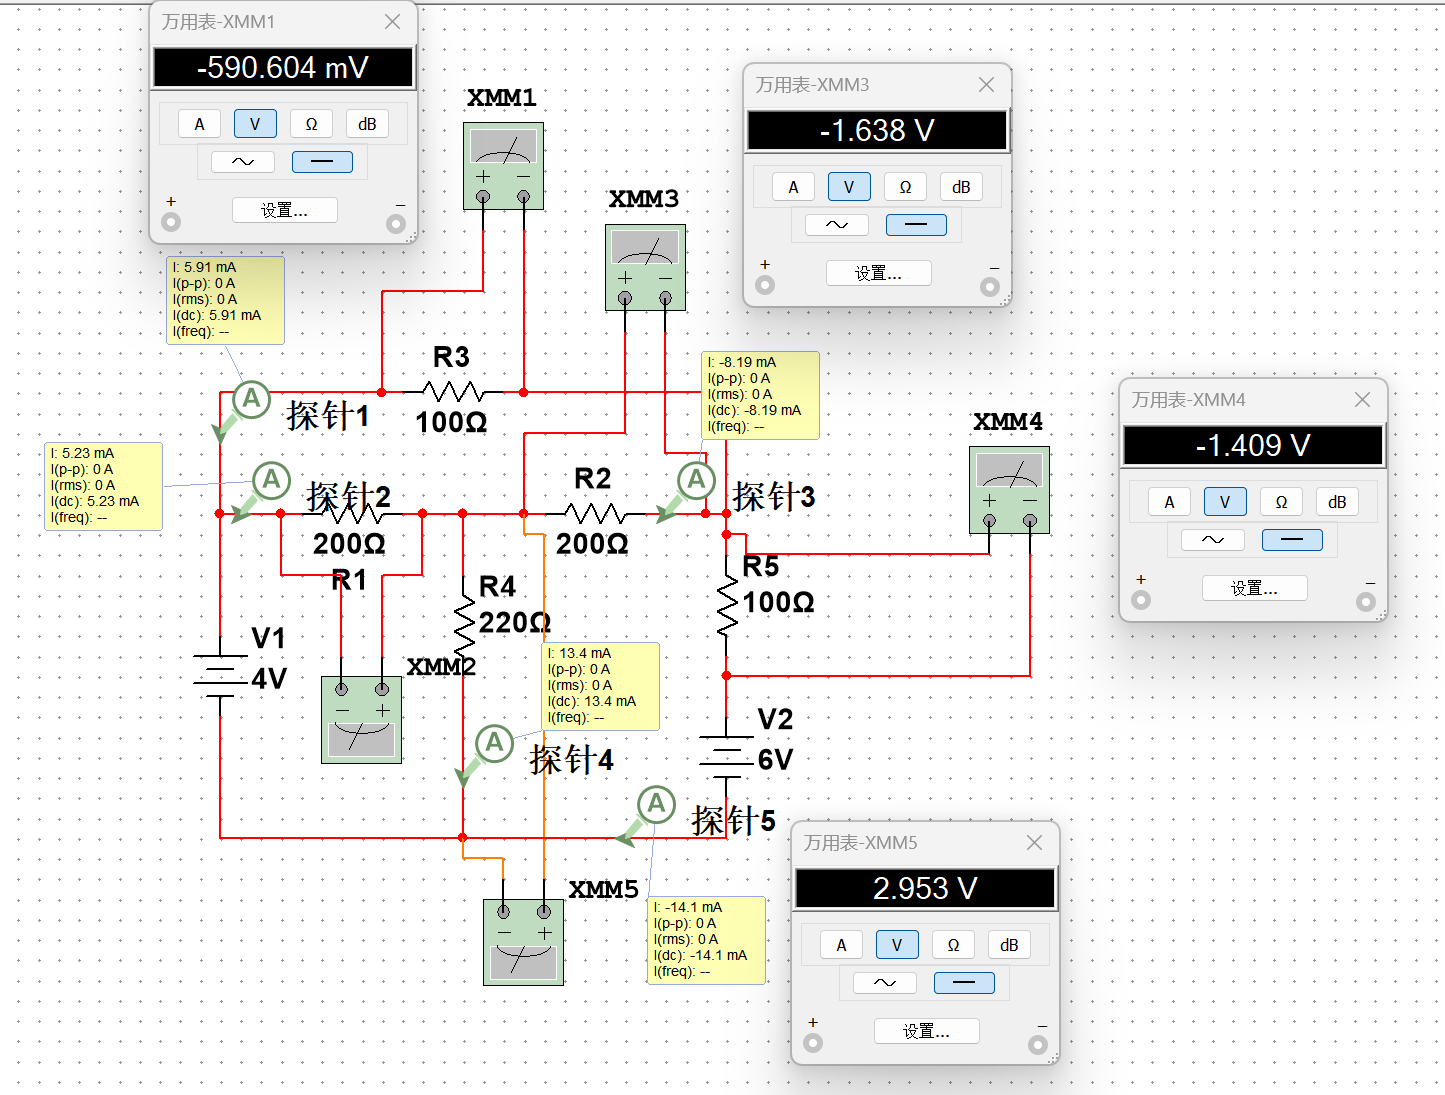 万用表-XMM1
-590.604 mV
A V Ω dB
+ 设置... −
XMM1
+ −
万用表-XMM3
-1.638 V
A V Ω dB
+ 设置... −
XMM3
+ −
I: 5.91 mA
I(p-p): 0 A
I(rms): 0 A
I(dc): 5.91 mA
I(freq): --
A
探针1
R3
100Ω
I: -8.19 mA
I(p-p): 0 A
I(rms): 0 A
I(dc): -8.19 mA
I(freq): --
A
探针3
万用表-XMM4
-1.409 V
A V Ω dB
+ 设置... −
XMM4
+ −
I: 5.23 mA
I(p-p): 0 A
I(rms): 0 A
I(dc): 5.23 mA
I(freq): --
A
探针2
200Ω
R1
R2
200Ω
R4
220Ω
R5
100Ω
V1
4V
XMM2
− +
I: 13.4 mA
I(p-p): 0 A
I(rms): 0 A
I(dc): 13.4 mA
I(freq): --
A
探针4
V2
6V
A
探针5
XMM5
− +
I: -14.1 mA
I(p-p): 0 A
I(rms): 0 A
I(dc): -14.1 mA
I(freq): --
万用表-XMM5
2.953 V
A V Ω dB
+ 设置... −